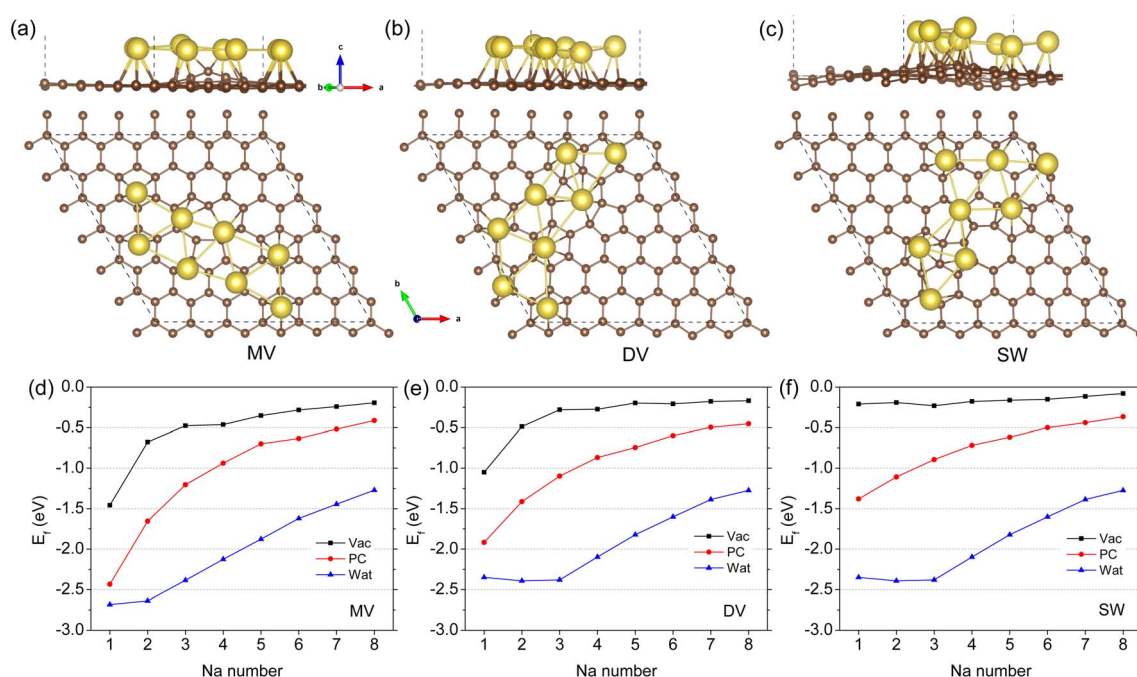 (a)
(b)
(c)
c
b
a
b
a
MV
DV
SW
(d)
0.0
-0.5
-1.0
-1.5
-2.0
-2.5
-3.0
E_f (eV)
Vac
PC
Wat
MV
1 2 3 4 5 6 7 8
Na number
(e)
0.0
-0.5
-1.0
-1.5
-2.0
-2.5
-3.0
E_f (eV)
Vac
PC
Wat
DV
1 2 3 4 5 6 7 8
Na number
(f)
0.0
-0.5
-1.0
-1.5
-2.0
-2.5
-3.0
E_f (eV)
Vac
PC
Wat
SW
1 2 3 4 5 6 7 8
Na number